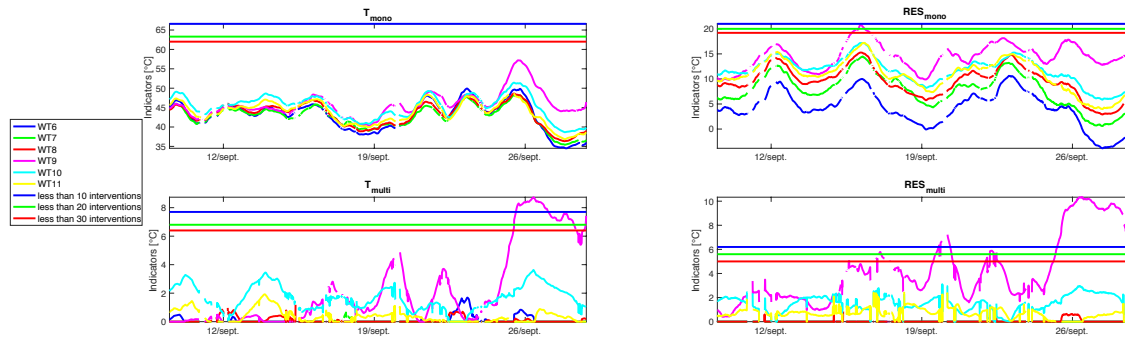 T_mono
Indicators [°C]
65
60
55
50
45
40
35
12/sept.
19/sept.
26/sept.
RES_mono
Indicators [°C]
20
15
10
5
0
12/sept.
19/sept.
26/sept.
WT6
WT7
WT8
WT9
WT10
WT11
less than 10 interventions
less than 20 interventions
less than 30 interventions
T_multi
Indicators [°C]
8
6
4
2
0
12/sept.
19/sept.
26/sept.
RES_multi
Indicators [°C]
10
8
6
4
2
0
12/sept.
19/sept.
26/sept.